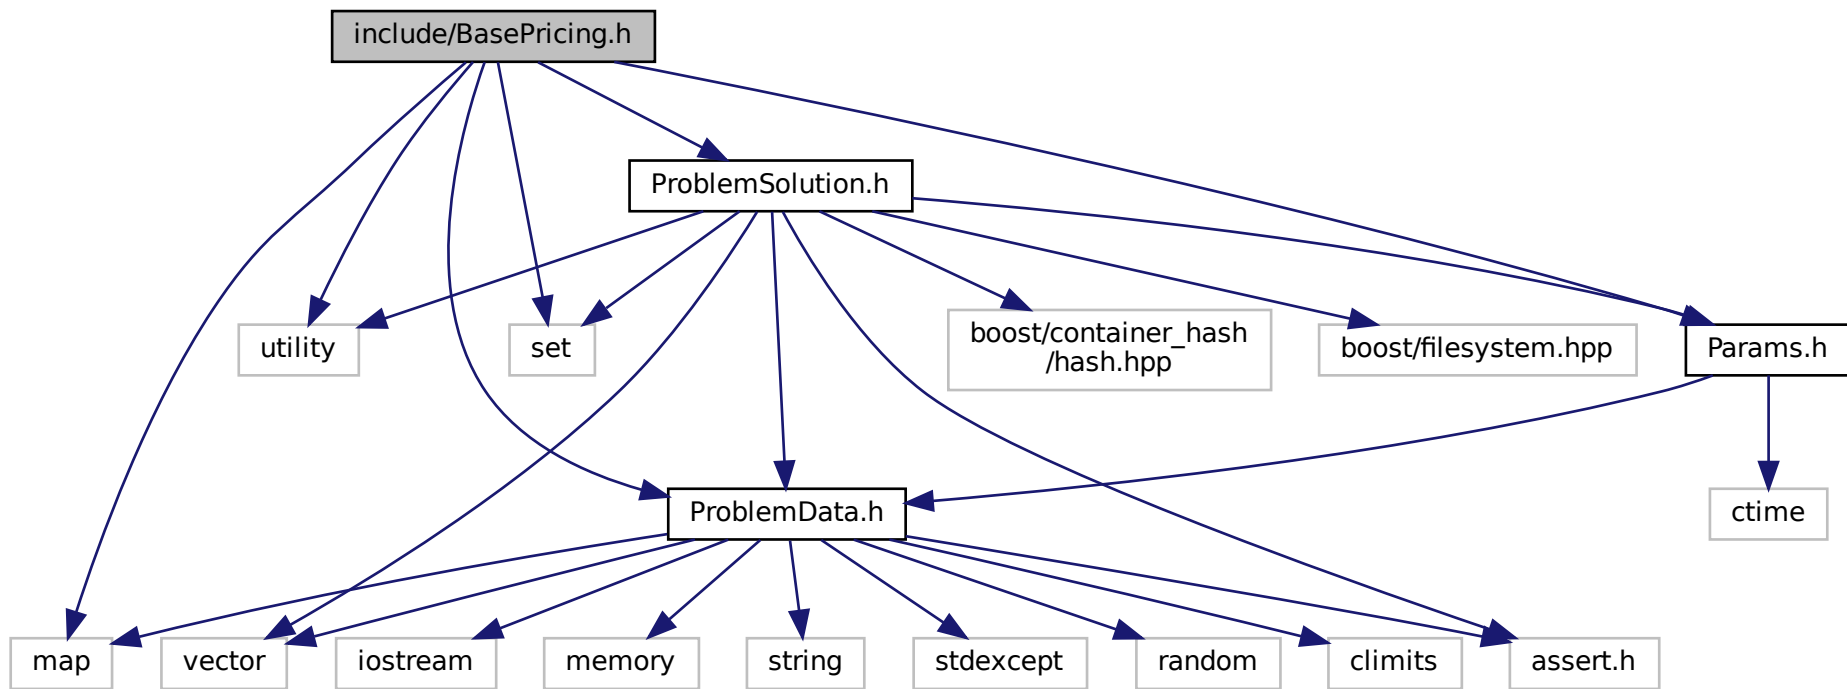 include/BasePricing.h
ProblemSolution.h
utility
set
boost/container_hash
/hash.hpp
boost/filesystem.hpp
Params.h
ProblemData.h
ctime
map
vector
iostream
memory
string
stdexcept
random
climits
assert.h